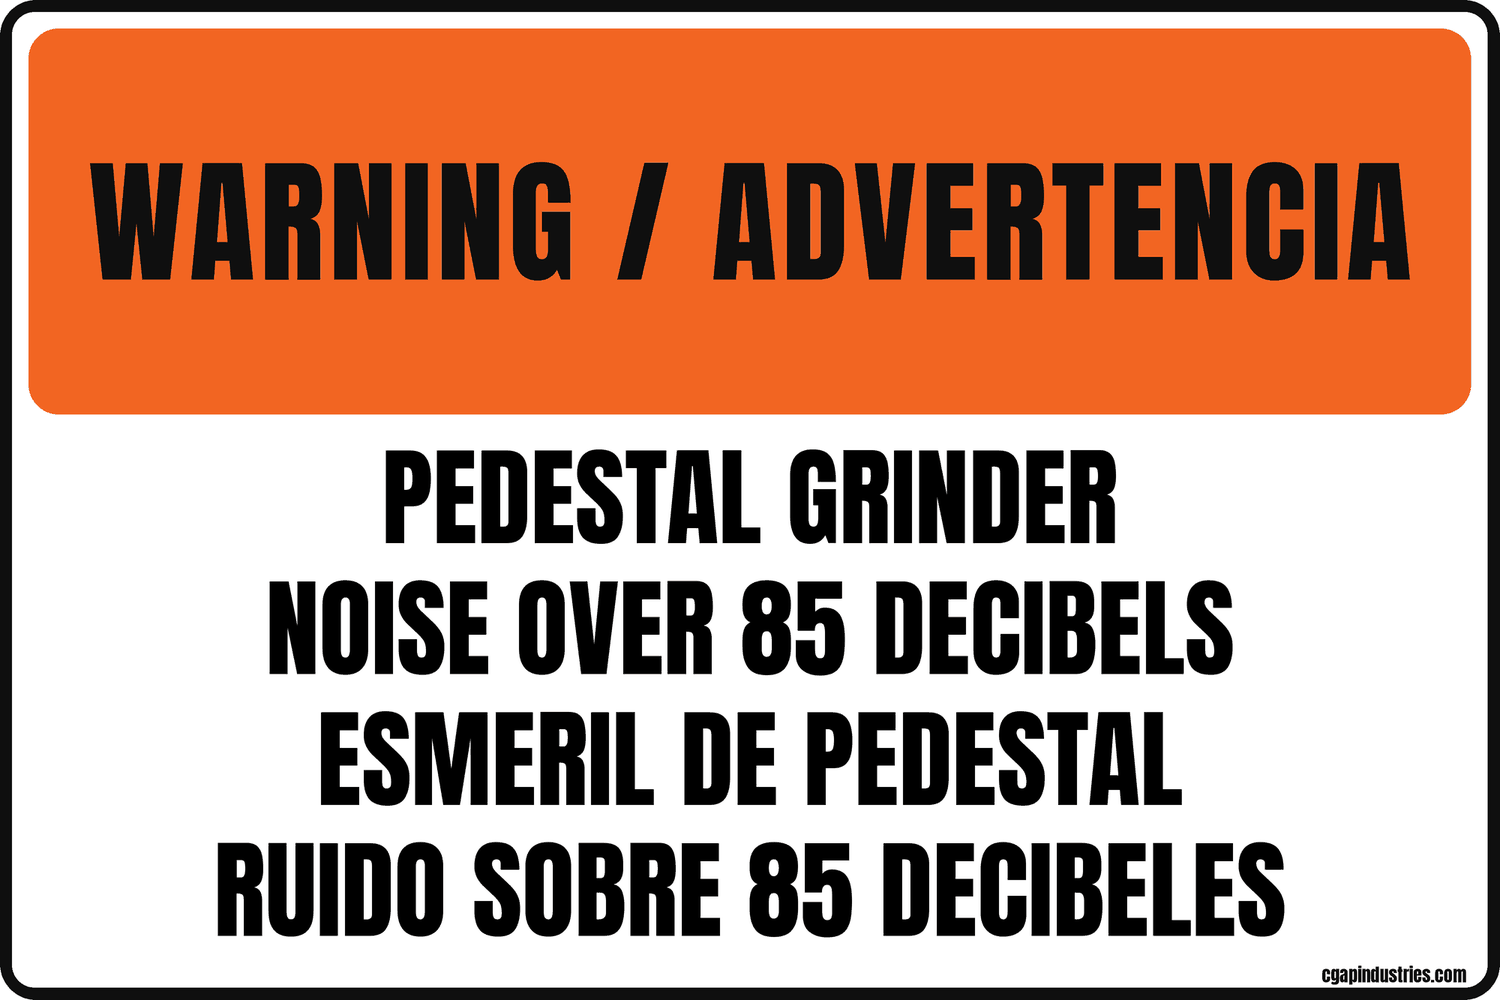 WARNING / ADVERTENCIA
PEDESTAL GRINDER
NOISE OVER 85 DECIBELS
ESMERIL DE PEDESTAL
RUIDO SOBRE 85 DECIBELES
cgapindustries.com